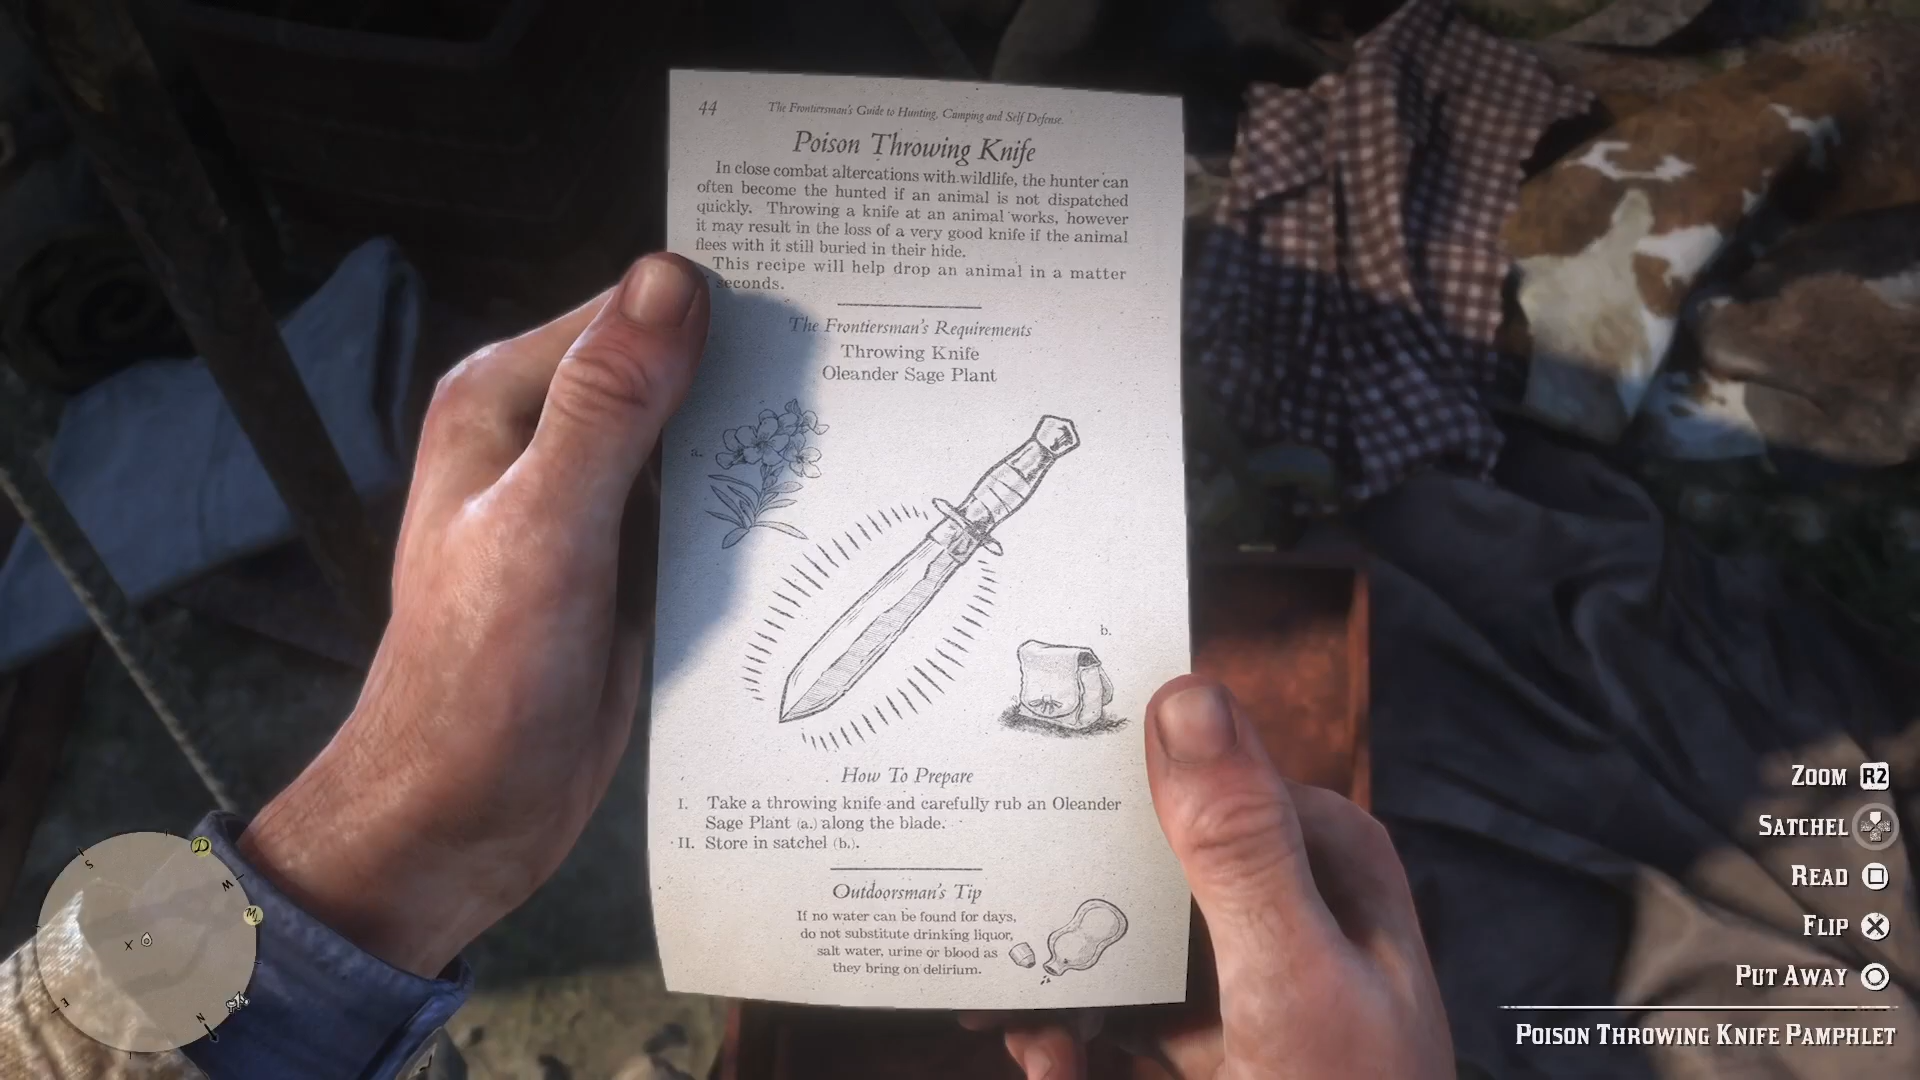 44
The Frontiersman's Guide to Hunting, Camping and Self Defense.
Poison Throwing Knife
In close combat altercations with wildlife, the hunter can
often become the hunted if an animal is not dispatched
quickly. Throwing a knife at an animal works, however
it may result in the loss of a very good knife if the animal
flees with it still buried in their hide.
This recipe will help drop an animal in a matter
seconds.
The Frontiersman's Requirements
Throwing Knife
Oleander Sage Plant
a.
b.
How To Prepare
I. Take a throwing knife and carefully rub an Oleander
Sage Plant (a.) along the blade.
II. Store in satchel (b.).
Outdoorsman's Tip
If no water can be found for days,
do not substitute drinking liquor,
salt water, urine or blood as
they bring on delirium.
Zoom R2
Satchel
Read
Flip
Put Away
Poison Throwing Knife Pamphlet
S
D
W
M
X
E
N